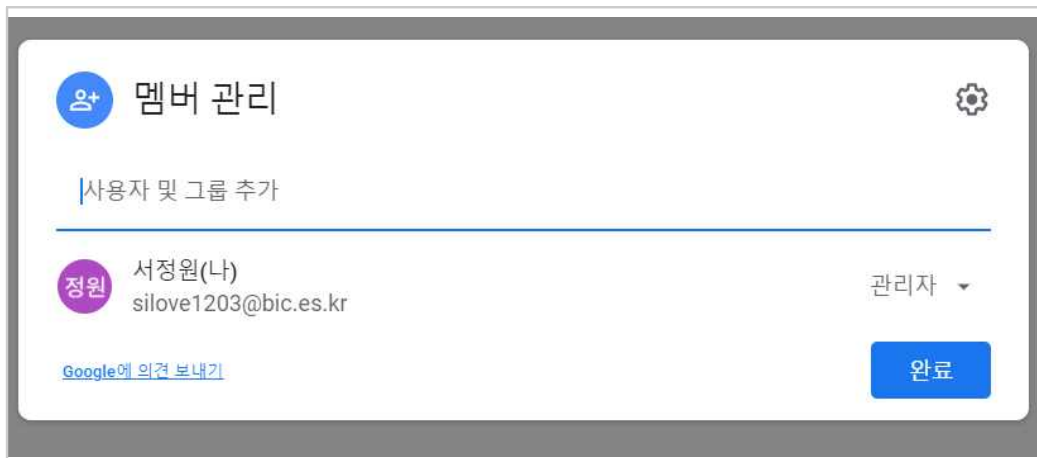 멤버 관리
사용자 및 그룹 추가
정원
서정원(나)
silove1203@bic.es.kr
관리자
Google에 의견 보내기
완료